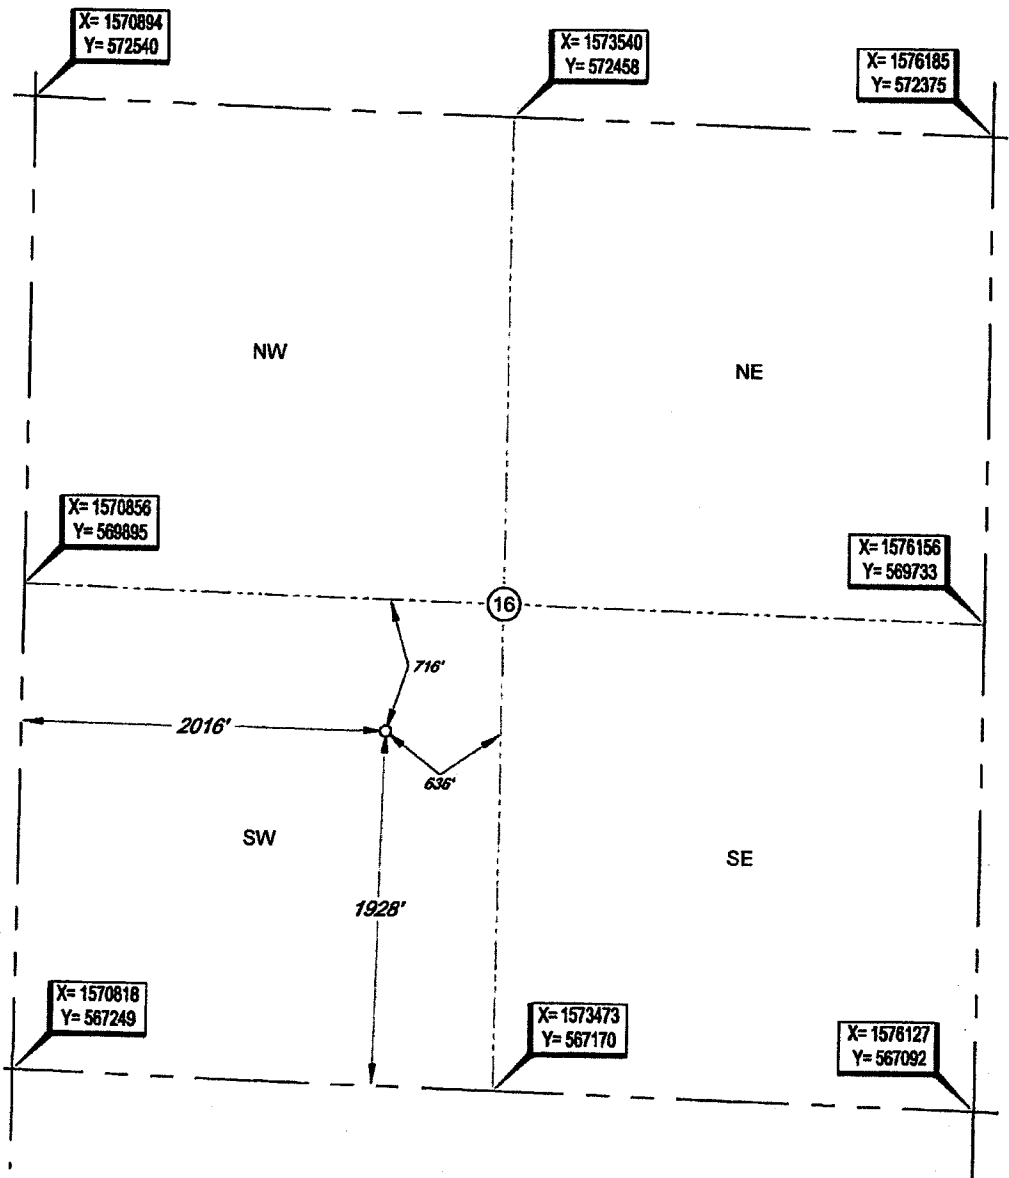 X= 1570894
Y= 572540
X= 1573540
Y= 572458
X= 1576185
Y= 572375
NW
NE
X= 1570856
Y= 569895
X= 1576156
Y= 569733
16
716'
2016'
636'
SW
SE
1928'
X= 1570818
Y= 567249
X= 1573473
Y= 567170
X= 1576127
Y= 567092